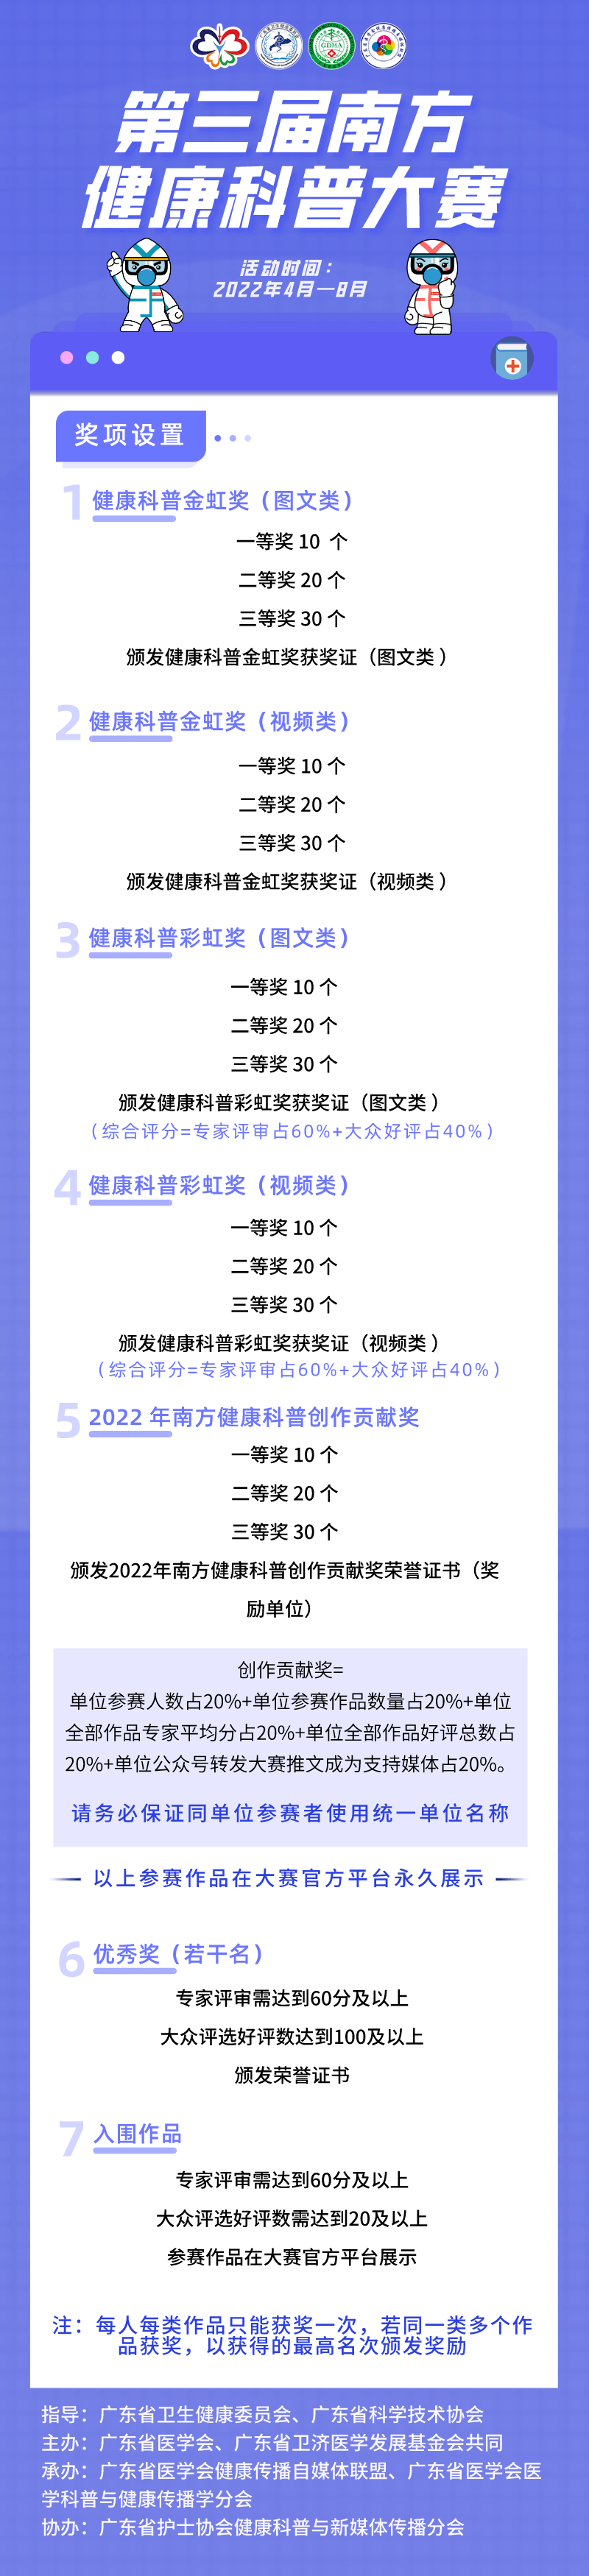 GDMA
第三届南方
健康科普大赛
活动时间：
2022年4月—8月
奖项设置
1 健康科普金虹奖（图文类）
一等奖 10 个
二等奖 20 个
三等奖 30 个
颁发健康科普金虹奖获奖证（图文类 ）
2 健康科普金虹奖（视频类）
一等奖 10 个
二等奖 20 个
三等奖 30 个
颁发健康科普金虹奖获奖证（视频类 ）
3 健康科普彩虹奖（图文类）
一等奖 10 个
二等奖 20 个
三等奖 30 个
颁发健康科普彩虹奖获奖证（图文类 ）
（综合评分=专家评审占60%+大众好评占40%）
4 健康科普彩虹奖（视频类）
一等奖 10 个
二等奖 20 个
三等奖 30 个
颁发健康科普彩虹奖获奖证（视频类 ）
（综合评分=专家评审占60%+大众好评占40%）
5 2022 年南方健康科普创作贡献奖
一等奖 10 个
二等奖 20 个
三等奖 30 个
颁发2022年南方健康科普创作贡献奖荣誉证书（奖
励单位）
创作贡献奖=
单位参赛人数占20%+单位参赛作品数量占20%+单位
全部作品专家平均分占20%+单位全部作品好评总数占
20%+单位公众号转发大赛推文成为支持媒体占20%。
请务必保证同单位参赛者使用统一单位名称
以上参赛作品在大赛官方平台永久展示
6 优秀奖（若干名）
专家评审需达到60分及以上
大众评选好评数达到100及以上
颁发荣誉证书
7 入围作品
专家评审需达到60分及以上
大众评选好评数需达到20及以上
参赛作品在大赛官方平台展示
注：每人每类作品只能获奖一次，若同一类多个作
品获奖，以获得的最高名次颁发奖励
指导：广东省卫生健康委员会、广东省科学技术协会
主办：广东省医学会、广东省卫济医学发展基金会共同
承办：广东省医学会健康传播自媒体联盟、广东省医学会医
学科普与健康传播学分会
协办：广东省护士协会健康科普与新媒体传播分会